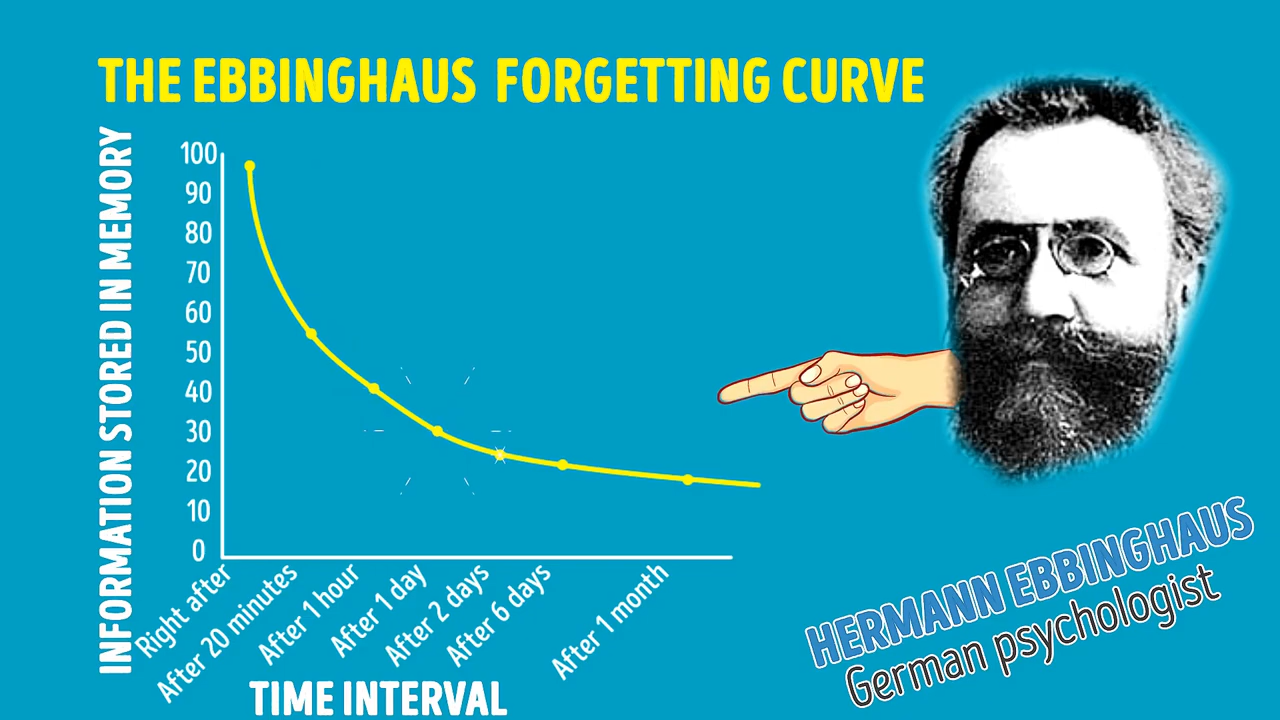 THE EBBINGHAUS FORGETTING CURVE
INFORMATION STORED IN MEMORY
100
90
80
70
60
50
40
30
20
10
0
Right after
After 20 minutes
After 1 hour
After 1 day
After 2 days
After 6 days
After 1 month
TIME INTERVAL
HERMANN EBBINGHAUS
German psychologist